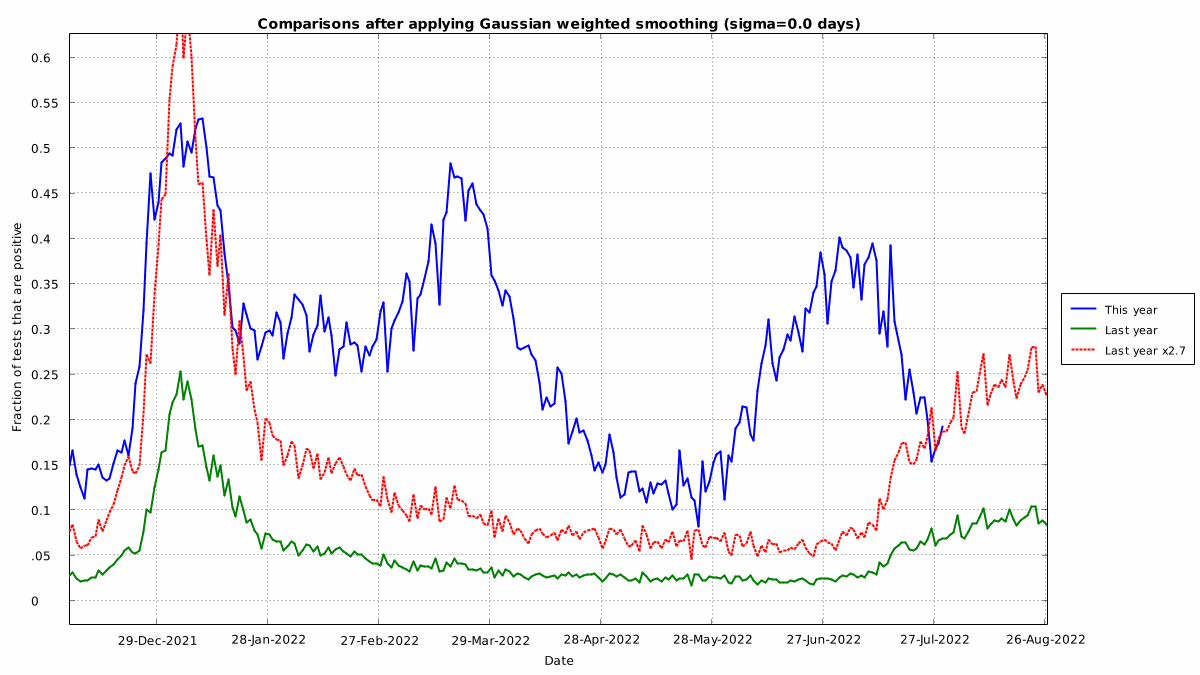 Comparisons after applying Gaussian weighted smoothing (sigma=0.0 days)
0.6
0.55
0.5
0.45
0.4
0.35
0.3
0.25
0.2
0.15
0.1
.05
0
Fraction of tests that are positive
29-Dec-2021 28-Jan-2022 27-Feb-2022 29-Mar-2022 28-Apr-2022 28-May-2022 27-Jun-2022 27-Jul-2022 26-Aug-2022
Date
This year
Last year
Last year x2.7